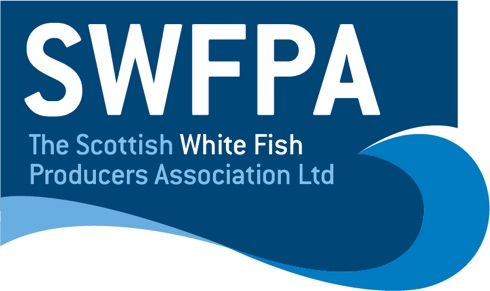 SWFPA
The Scottish White Fish
Producers Association Ltd